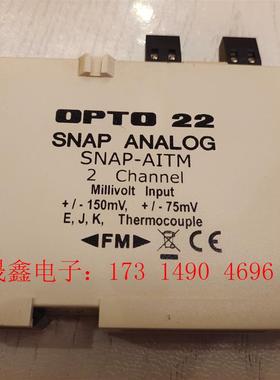 OPTO 22
SNAP ANALOG
SNAP-AITM
2 Channel
Millivolt Input
+/-150mV, +/-75mV
E, J, K, Thermocouple
FM CE
晟鑫电子：173 1490 4696